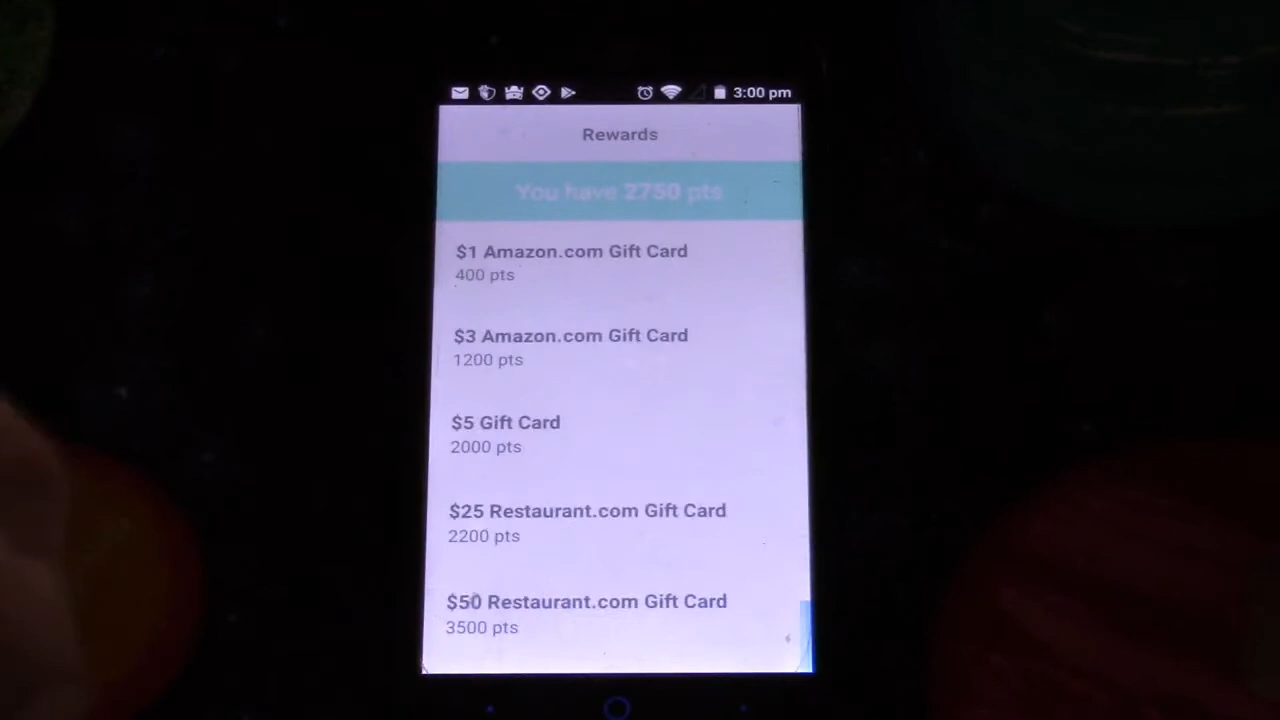 3:00 pm
Rewards
You have 2750 pts
$1 Amazon.com Gift Card
400 pts
$3 Amazon.com Gift Card
1200 pts
$5 Gift Card
2000 pts
$25 Restaurant.com Gift Card
2200 pts
$50 Restaurant.com Gift Card
3500 pts